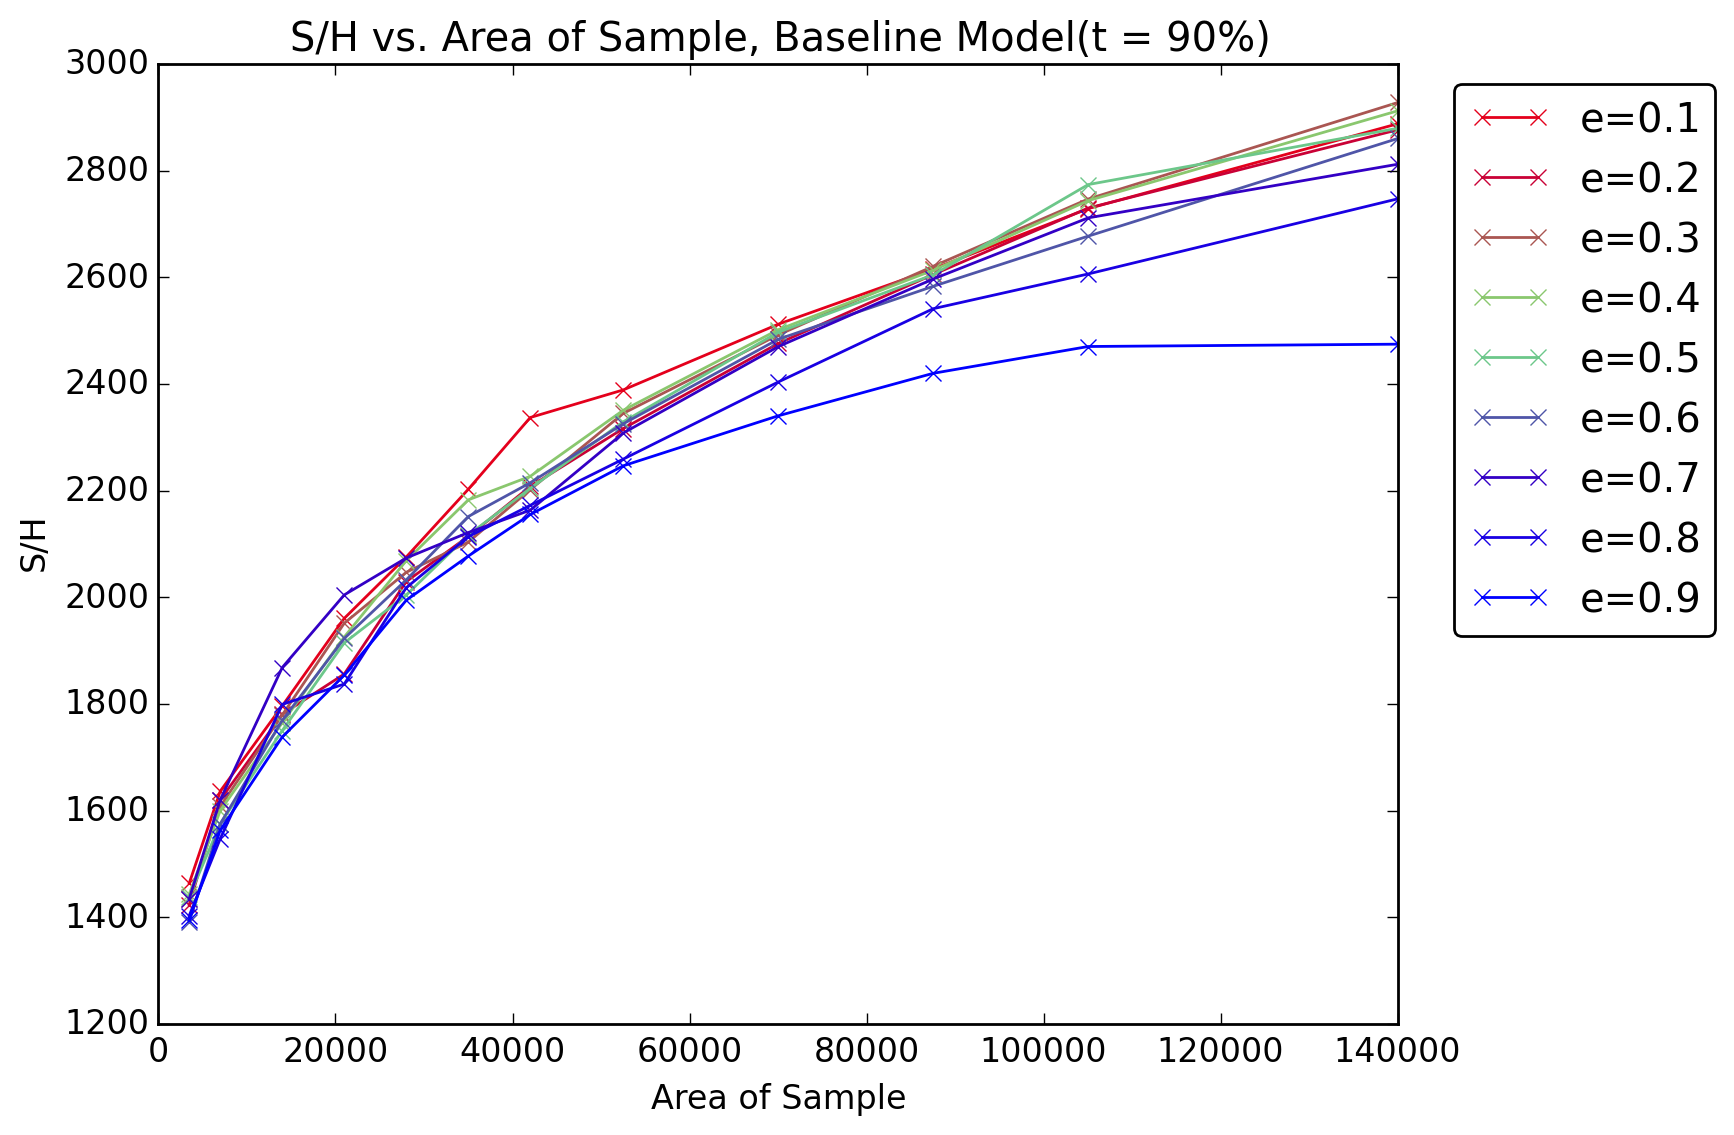 S/H vs. Area of Sample, Baseline Model(t = 90%)
3000
2800
2600
2400
2200
2000
1800
1600
1400
1200
S/H
0 20000 40000 60000 80000 100000 120000 140000
Area of Sample
e=0.1
e=0.2
e=0.3
e=0.4
e=0.5
e=0.6
e=0.7
e=0.8
e=0.9